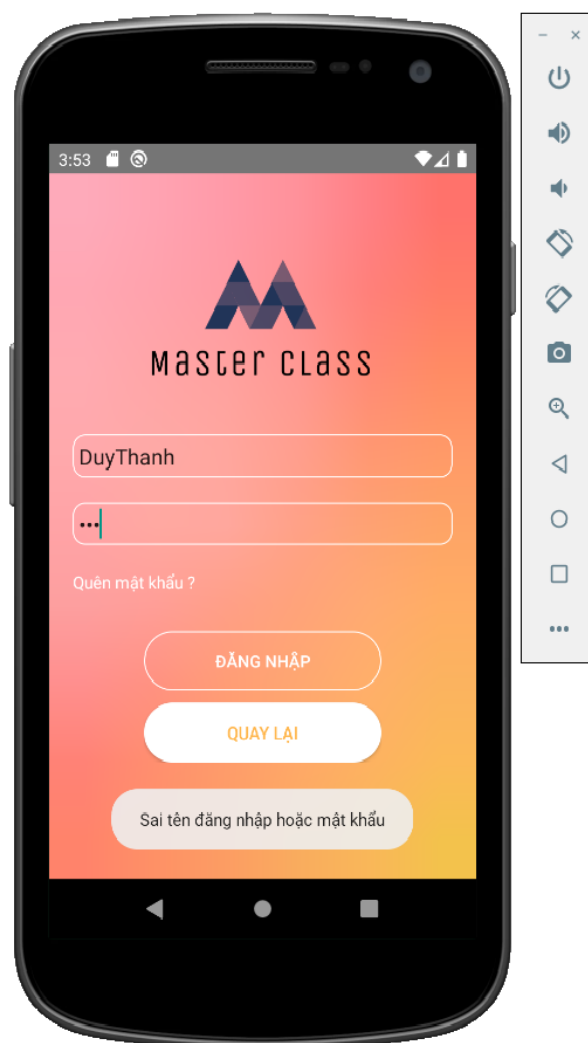 3:53
Master Class
DuyThanh
•••
Quên mật khẩu ?
ĐĂNG NHẬP
QUAY LẠI
Sai tên đăng nhập hoặc mật khẩu